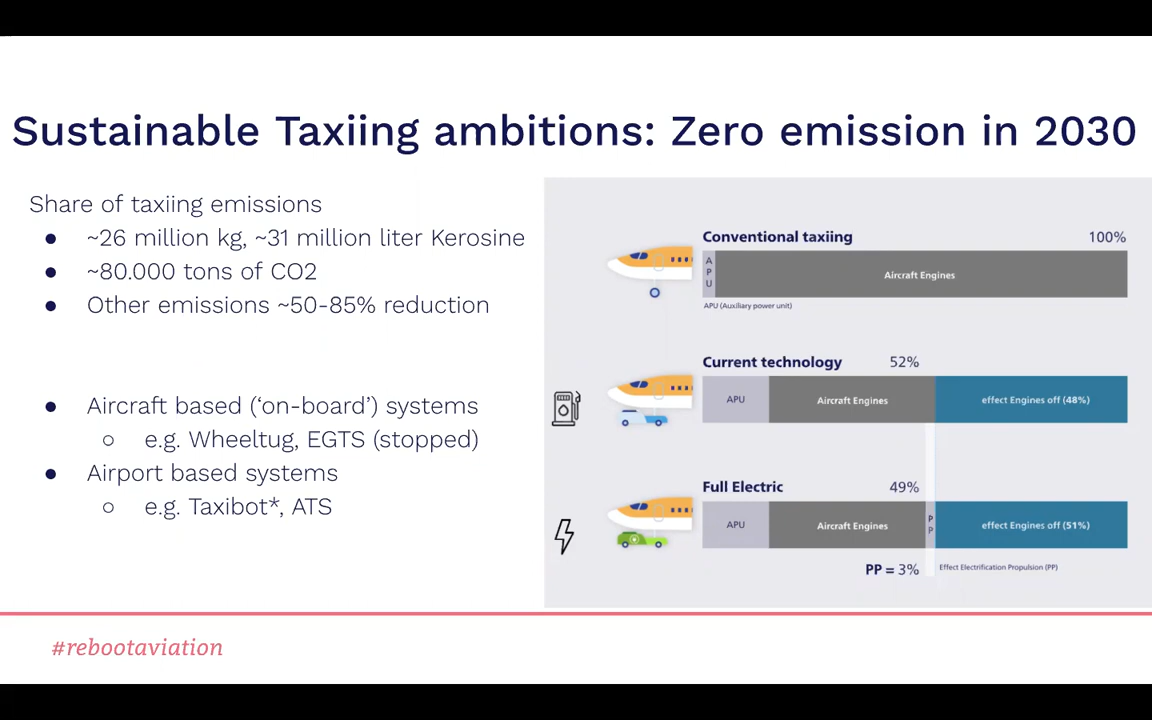 Sustainable Taxiing ambitions: Zero emission in 2030
Share of taxiing emissions
● ~26 million kg, ~31 million liter Kerosine
● ~80.000 tons of CO2
● Other emissions ~50-85% reduction
● Aircraft based (‘on-board’) systems
○ e.g. Wheeltug, EGTS (stopped)
● Airport based systems
○ e.g. Taxibot*, ATS
Conventional taxiing 100%
APU Aircraft Engines
APU (Auxiliary power unit)
Current technology 52%
APU Aircraft Engines effect Engines off (48%)
Full Electric 49%
APU Aircraft Engines PP effect Engines off (51%)
PP = 3% Effect Electrification Propulsion (PP)
#rebootaviation